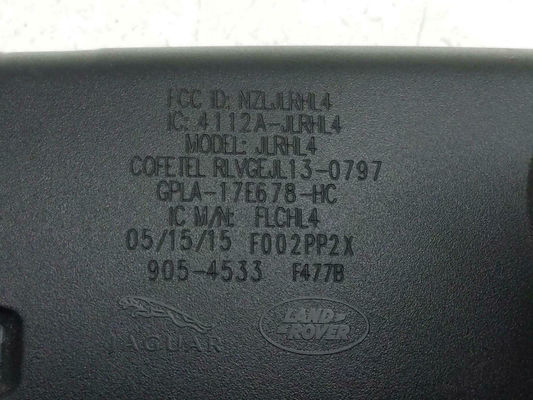 FCC ID: NZLJLRHL4
IC: 4112A-JLRHL4
MODEL: JLRHL4
COFETEL RLVGEJL13-0797
GPLA-17E678-HC
IC M/N: FLCHL4
05/15/15 F002PP2X
905-4533 F477B
JAGUAR
LAND ROVER